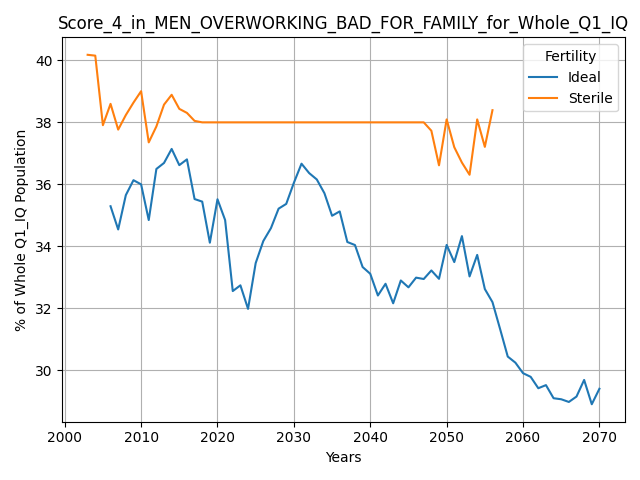 Score_4_in_MEN_OVERWORKING_BAD_FOR_FAMILY_for_Whole_Q1_IQ
Fertility
Ideal
Sterile
% of Whole Q1_IQ Population
40
38
36
34
32
30
2000
2010
2020
2030
2040
2050
2060
2070
Years